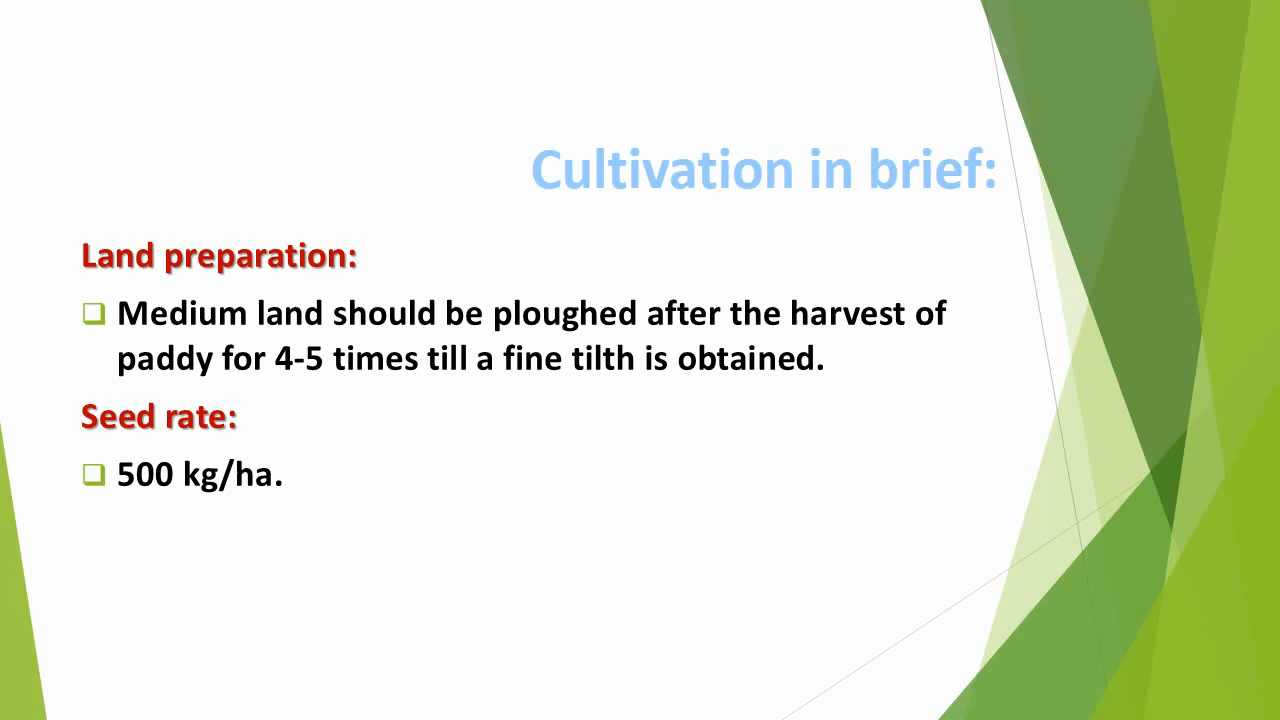 Cultivation in brief:
Land preparation:
Medium land should be ploughed after the harvest of
paddy for 4-5 times till a fine tilth is obtained.
Seed rate:
500 kg/ha.